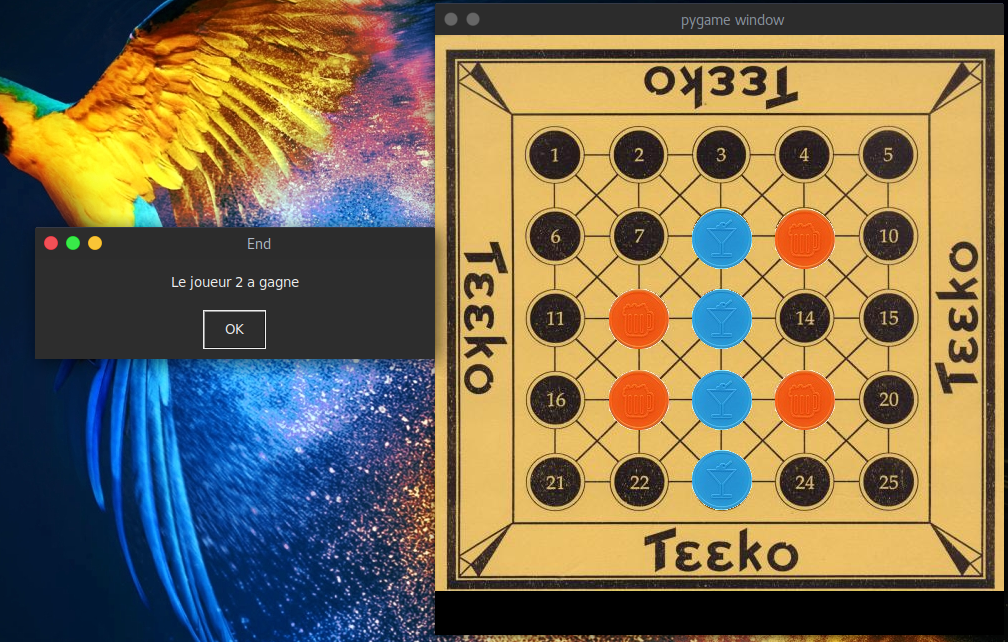 pygame window
Teeko
1 2 3 4 5
6 7 10
Teeko
Teeko
11 14 15
16 20
21 22 24 25
Teeko
End
Le joueur 2 a gagne
OK